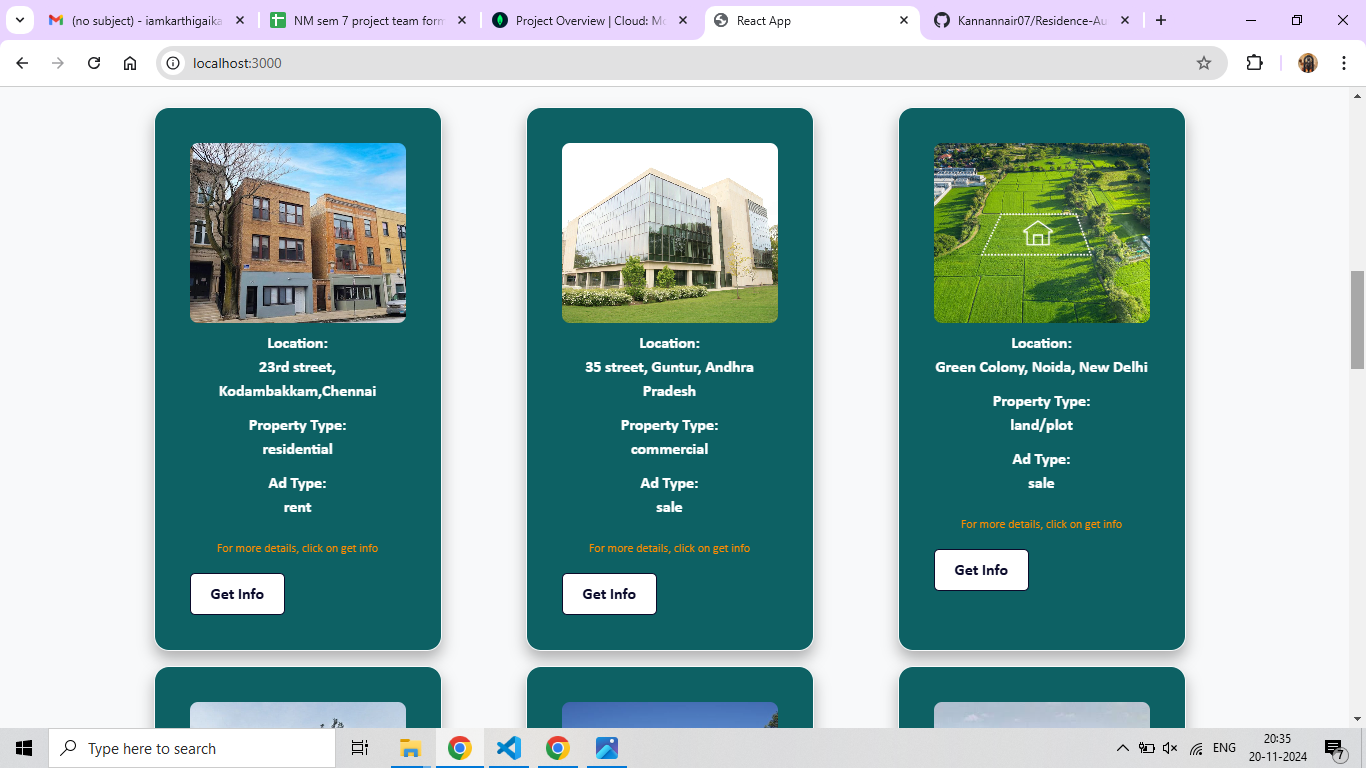 (no subject) - iamkarthigaika
NM sem 7 project team form
Project Overview | Cloud: Mo
React App
Kannannair07/Residence-Au
localhost:3000
Location:
23rd street,
Kodambakkam,Chennai
Property Type:
residential
Ad Type:
rent
For more details, click on get info
Get Info
Location:
35 street, Guntur, Andhra
Pradesh
Property Type:
commercial
Ad Type:
sale
For more details, click on get info
Get Info
Location:
Green Colony, Noida, New Delhi
Property Type:
land/plot
Ad Type:
sale
For more details, click on get info
Get Info
Type here to search
ENG
20:35
20-11-2024
7